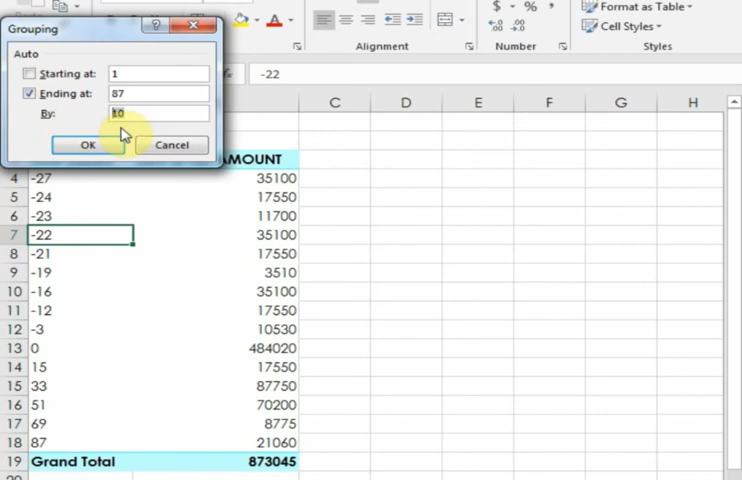 Grouping
Auto
Starting at: 1
Ending at: 87
By: 10
OK Cancel
Format as Table
Cell Styles
Alignment Number Styles
$ % ,
-22
C D E F G H
AMOUNT
4 -27 35100
5 -24 17550
6 -23 11700
7 -22 35100
8 -21 17550
9 -19 3510
10 -16 35100
11 -12 17550
12 -3 10530
13 0 484020
14 15 17550
15 33 87750
16 51 70200
17 69 8775
18 87 21060
19 Grand Total 873045